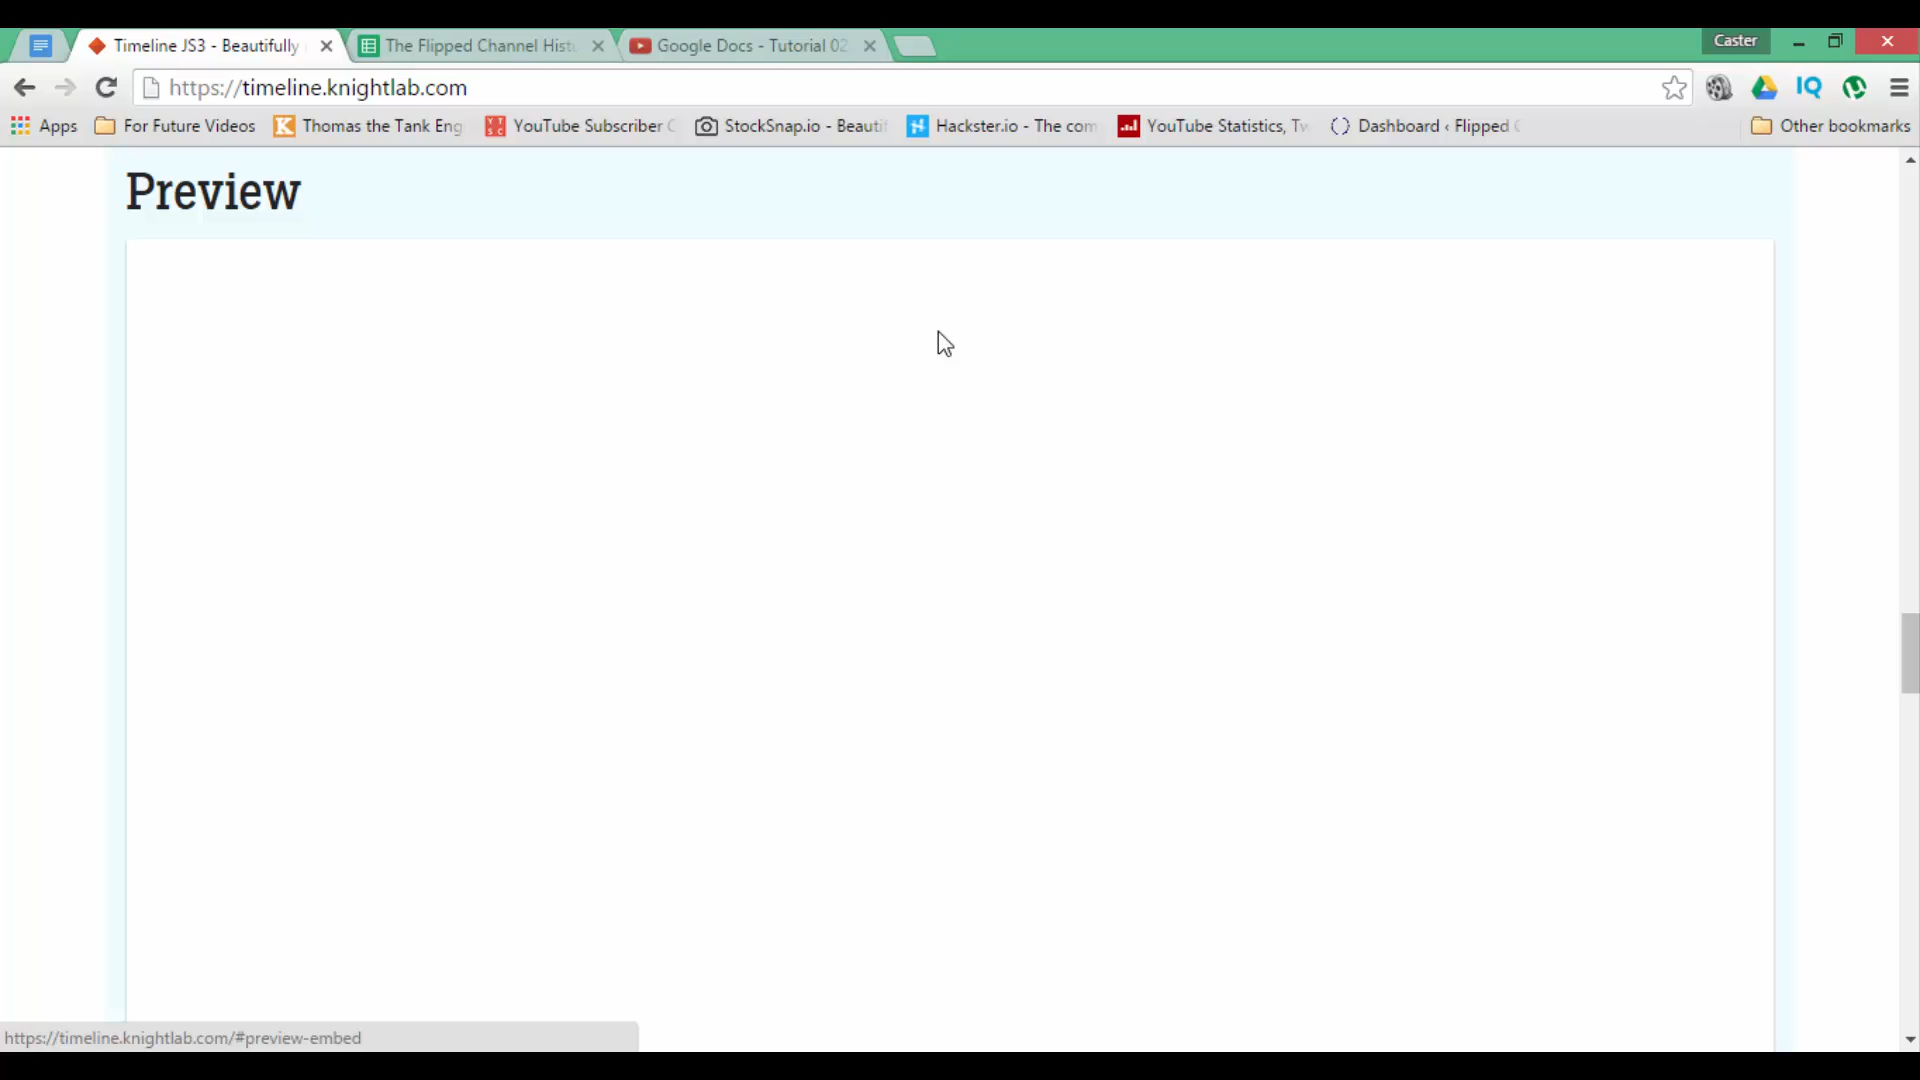 Timeline JS3 - Beautifully
The Flipped Channel Hist
Google Docs - Tutorial 02
Caster
https://timeline.knightlab.com
IQ
Apps
For Future Videos
Thomas the Tank Eng
YouTube Subscriber C
StockSnap.io - Beautif
Hackster.io - The com
YouTube Statistics, Tw
Dashboard ‹ Flipped C
Other bookmarks
Preview
https://timeline.knightlab.com/#preview-embed